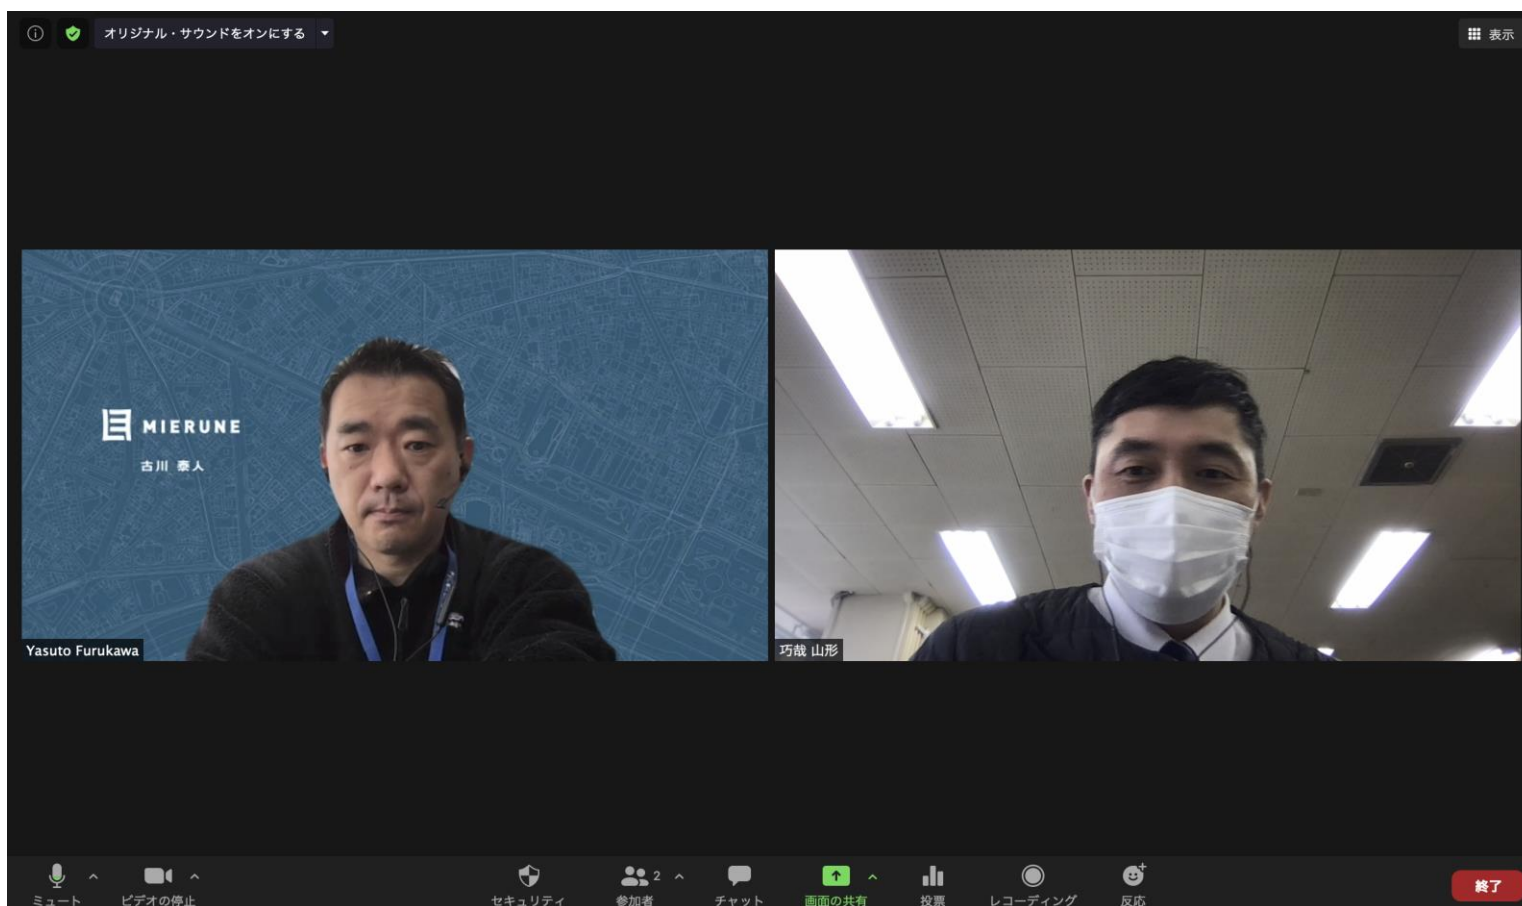 オリジナル・サウンドをオンにする
表示
MIERUNE
古川 泰人
Yasuto Furukawa
巧哉 山形
ミュート
ビデオの停止
セキュリティ
参加者
2
チャット
画面の共有
投票
レコーディング
反応
終了